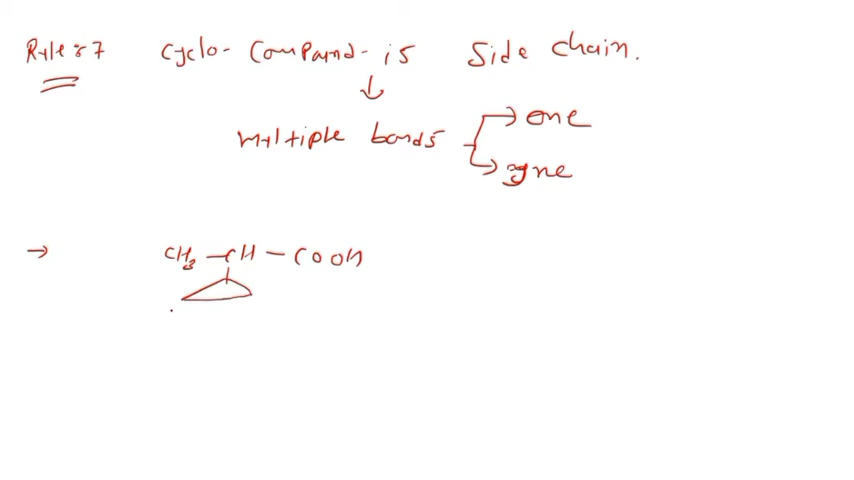 Rule:7 Cyclo- Compound- is Side chain.
↓
multiple bonds → ene
→ yne
→ CH3 - CH - COOH